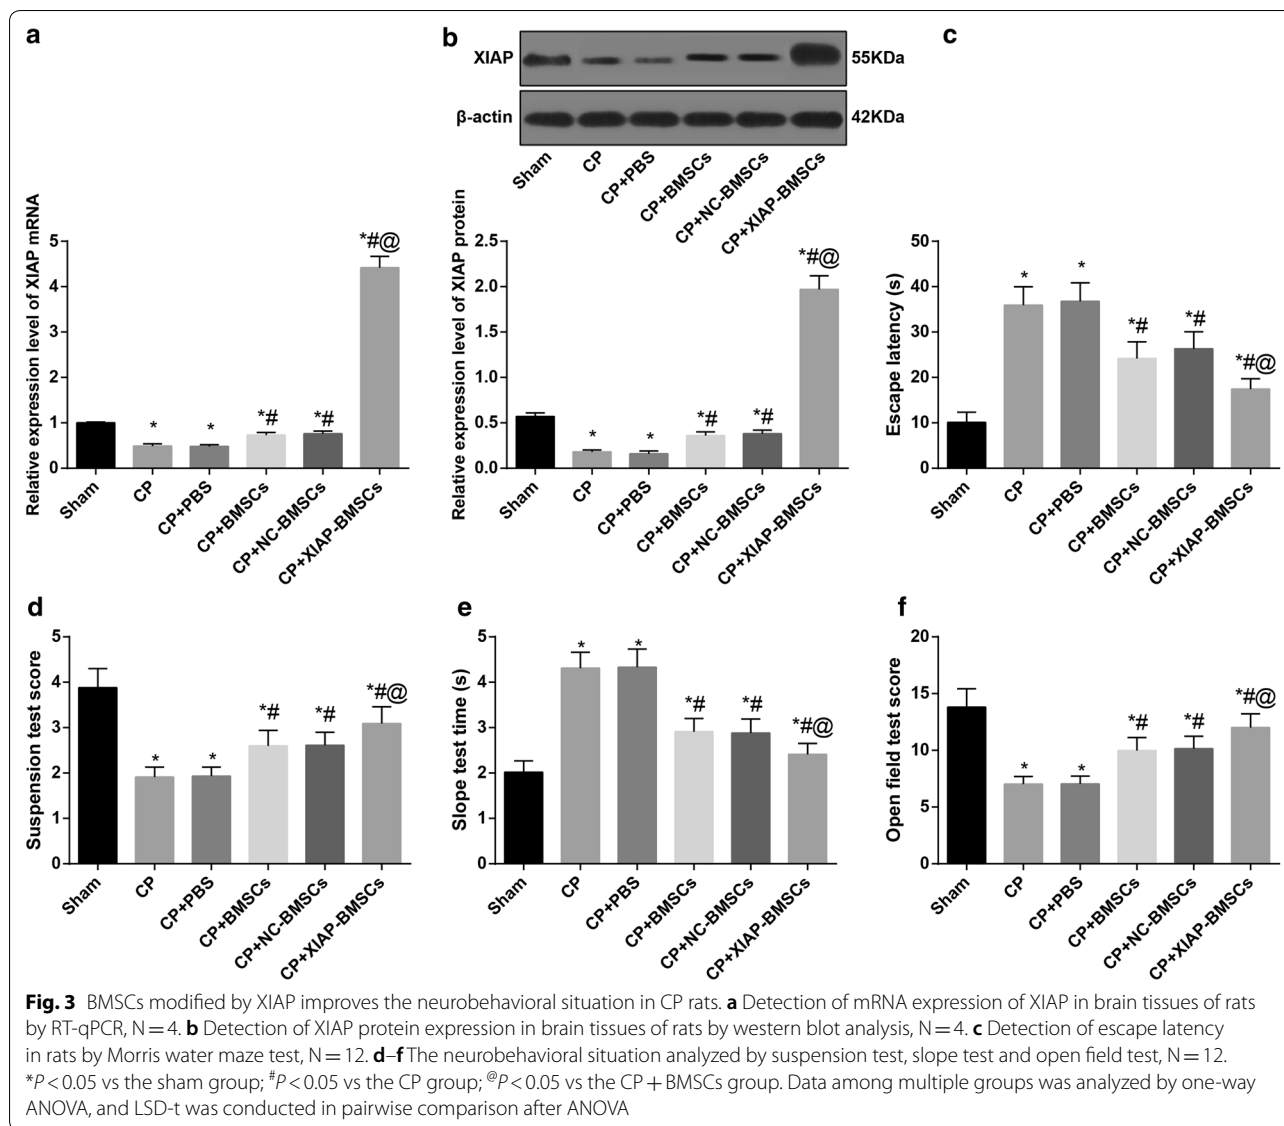 a
b
c
XIAP
55KDa
β-actin
42KDa
Sham
CP
CP+PBS
CP+BMSCs
CP+NC-BMSCs
CP+XIAP-BMSCs
Relative expression level of XIAP mRNA
5
4
3
2
1
0
*
*
*#
*#
*#@
Sham
CP
CP+PBS
CP+BMSCs
CP+NC-BMSCs
CP+XIAP-BMSCs
Relative expression level of XIAP protein
2.5
2.0
1.5
1.0
0.5
0.0
*
*
*#
*#
*#@
Sham
CP
CP+PBS
CP+BMSCs
CP+NC-BMSCs
CP+XIAP-BMSCs
Escape latency (s)
50
40
30
20
10
0
*
*
*#
*#
*#@
Sham
CP
CP+PBS
CP+BMSCs
CP+NC-BMSCs
CP+XIAP-BMSCs
d
Suspension test score
5
4
3
2
1
0
*
*
*#
*#
*#@
Sham
CP
CP+PBS
CP+BMSCs
CP+NC-BMSCs
CP+XIAP-BMSCs
e
Slope test time (s)
5
4
3
2
1
0
*
*
*#
*#
*#@
Sham
CP
CP+PBS
CP+BMSCs
CP+NC-BMSCs
CP+XIAP-BMSCs
f
Open field test score
20
15
10
5
0
*
*
*#
*#
*#@
Sham
CP
CP+PBS
CP+BMSCs
CP+NC-BMSCs
CP+XIAP-BMSCs
Fig. 3 BMSCs modified by XIAP improves the neurobehavioral situation in CP rats. a Detection of mRNA expression of XIAP in brain tissues of rats
by RT-qPCR, N = 4. b Detection of XIAP protein expression in brain tissues of rats by western blot analysis, N = 4. c Detection of escape latency
in rats by Morris water maze test, N = 12. d–f The neurobehavioral situation analyzed by suspension test, slope test and open field test, N = 12.
*P < 0.05 vs the sham group; #P < 0.05 vs the CP group; @P < 0.05 vs the CP + BMSCs group. Data among multiple groups was analyzed by one-way
ANOVA, and LSD-t was conducted in pairwise comparison after ANOVA